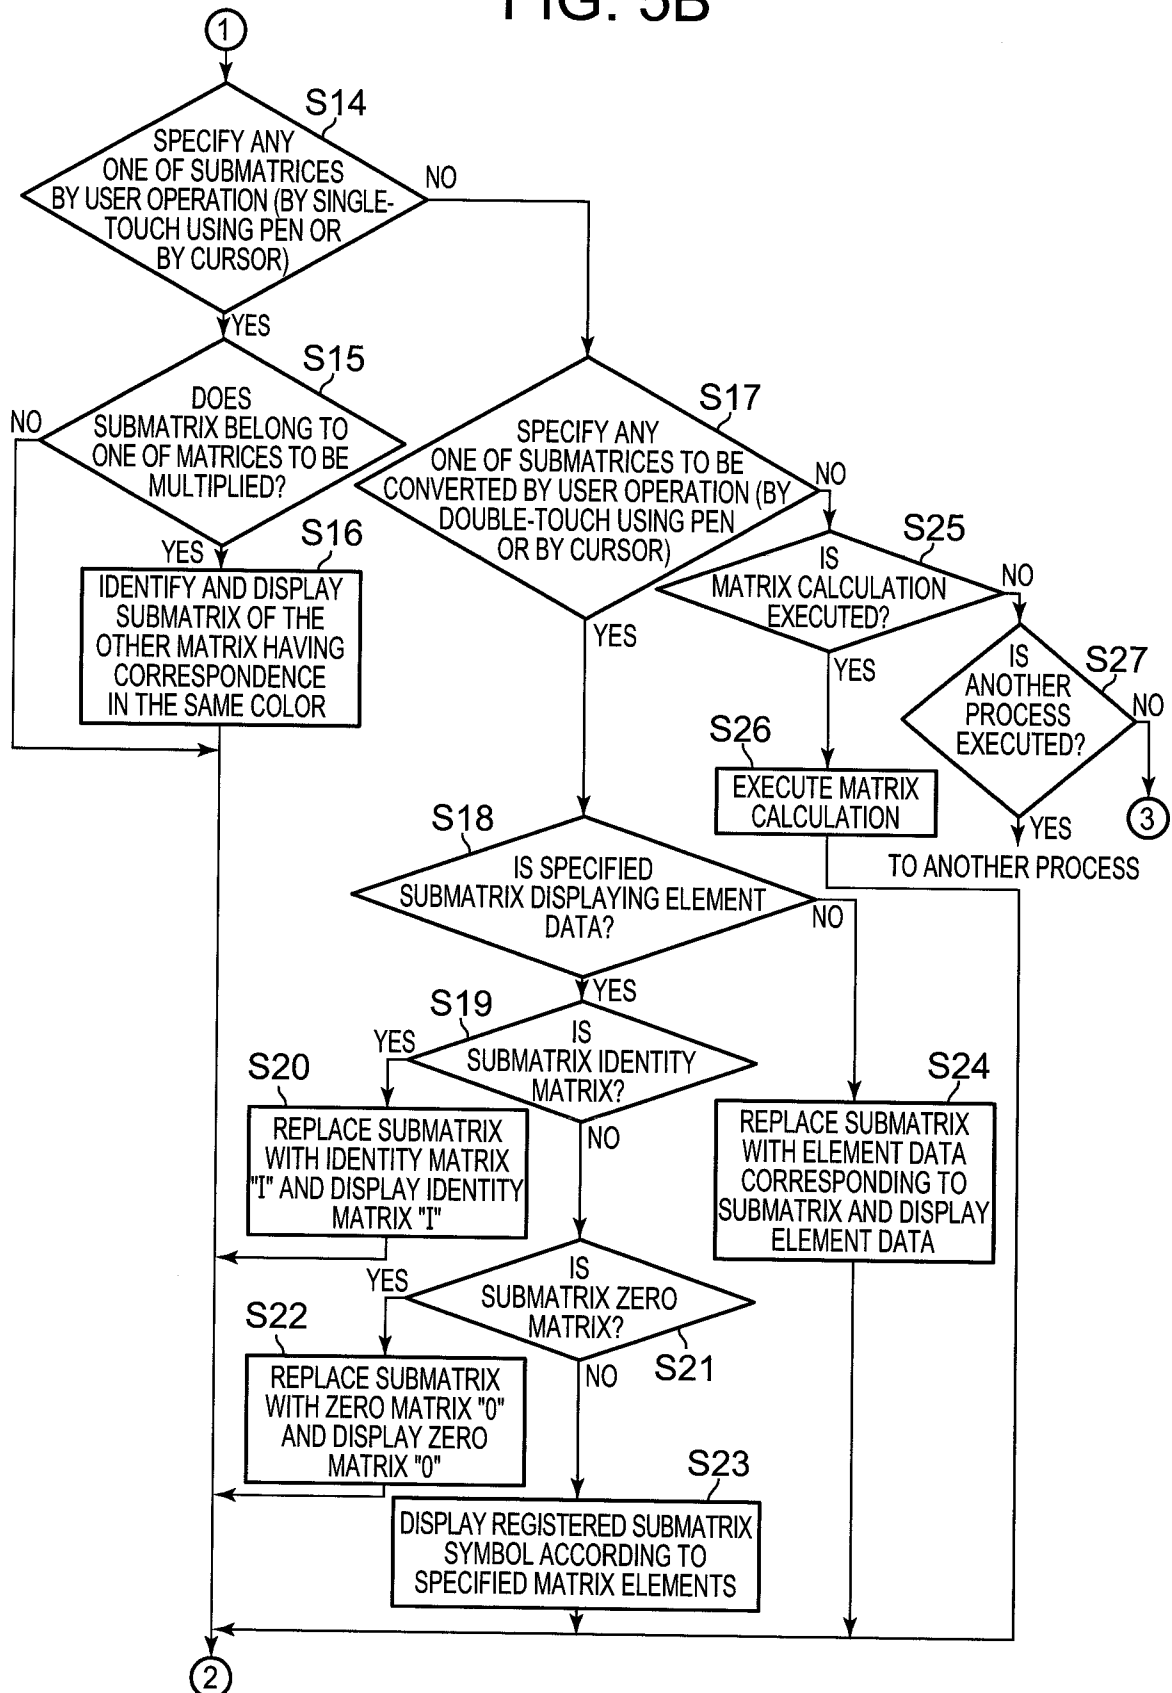 FIG. 5B
1
S14
SPECIFY ANY
ONE OF SUBMATRICES
BY USER OPERATION (BY SINGLE-
TOUCH USING PEN OR
BY CURSOR)
NO
YES
S15
DOES
SUBMATRIX BELONG TO
ONE OF MATRICES TO BE
MULTIPLIED?
NO
YES
S16
IDENTIFY AND DISPLAY
SUBMATRIX OF THE
OTHER MATRIX HAVING
CORRESPONDENCE
IN THE SAME COLOR
S17
SPECIFY ANY
ONE OF SUBMATRICES TO BE
CONVERTED BY USER OPERATION (BY
DOUBLE-TOUCH USING PEN
OR BY CURSOR)
NO
YES
S25
IS
MATRIX CALCULATION
EXECUTED?
NO
YES
S27
IS
ANOTHER
PROCESS
EXECUTED?
NO
3
YES
TO ANOTHER PROCESS
S26
EXECUTE MATRIX
CALCULATION
S18
IS SPECIFIED
SUBMATRIX DISPLAYING ELEMENT
DATA?
NO
YES
S19
IS
SUBMATRIX IDENTITY
MATRIX?
YES
NO
S20
REPLACE SUBMATRIX
WITH IDENTITY MATRIX
"I" AND DISPLAY IDENTITY
MATRIX "I"
S24
REPLACE SUBMATRIX
WITH ELEMENT DATA
CORRESPONDING TO
SUBMATRIX AND DISPLAY
ELEMENT DATA
IS
SUBMATRIX ZERO
MATRIX?
YES
S21
NO
S22
REPLACE SUBMATRIX
WITH ZERO MATRIX "0"
AND DISPLAY ZERO
MATRIX "0"
S23
DISPLAY REGISTERED SUBMATRIX
SYMBOL ACCORDING TO
SPECIFIED MATRIX ELEMENTS
2